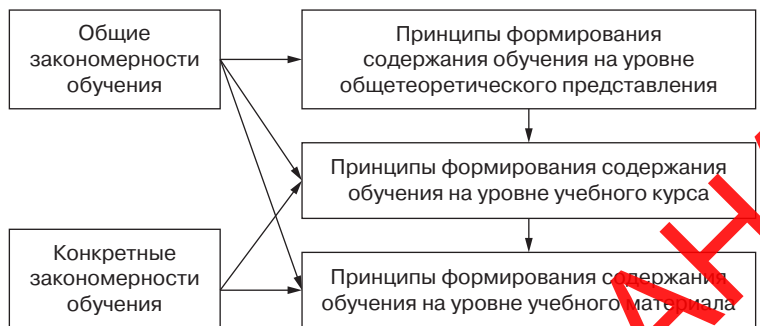 Общие
закономерности
обучения
Принципы формирования
содержания обучения на уровне
общетеоретического представления
Принципы формирования содержания
обучения на уровне учебного курса
Конкретные
закономерности
обучения
Принципы формирования содержания
обучения на уровне учебного материала
АН